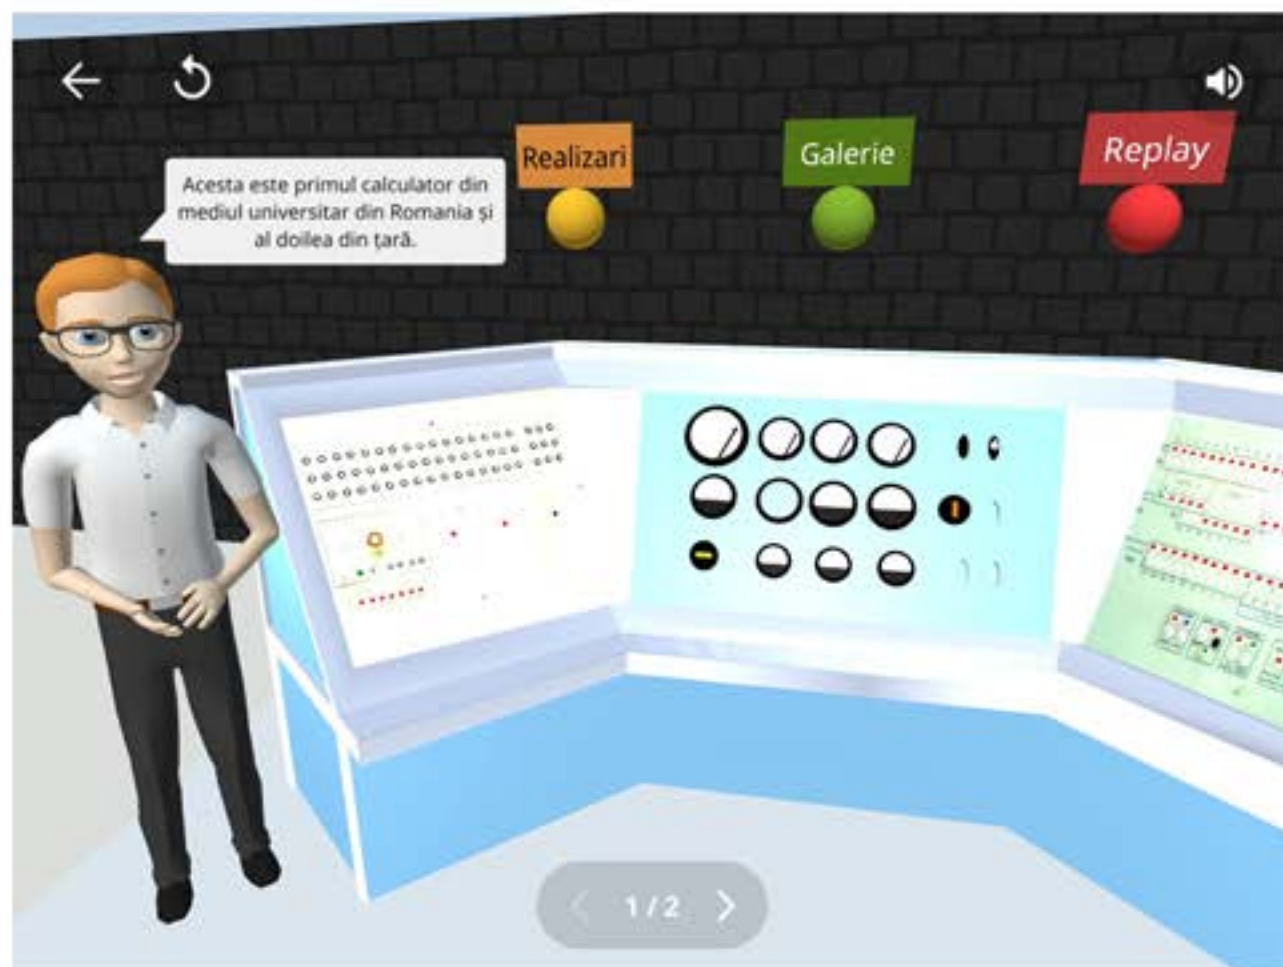 Realizari
Galerie
Replay
Acesta este primul calculator din
mediul universitar din Romania și
al doilea din țară.
1 / 2